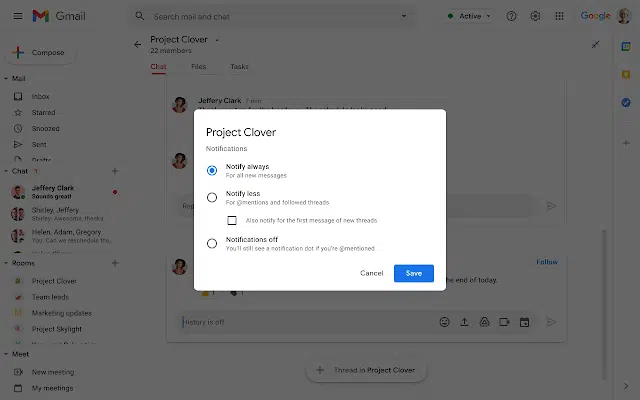 Gmail
Search mail and chat
Active
Google
Compose
Project Clover
22 members
Chat
Files
Tasks
Mail
Inbox
Starred
Snoozed
Sent
Drafts
Chat 1
Jeffery Clark
Sounds great!
Shirley, Jeffery
Shirley: Awesome, thanks
Helen, Adam, Gregory
You: Can we reschedule the
Rooms
Project Clover
Team leads
Marketing updates
Project Skylight
Meet
New meeting
My meetings
Jeffery Clark
Project Clover
Notifications
Notify always
For all new messages
Notify less
For @mentions and followed threads
Also notify for the first message of new threads
Notifications off
You'll still see a notification dot if you're @mentioned
Cancel
Save
Follow
the end of today.
History is off
Thread in Project Clover